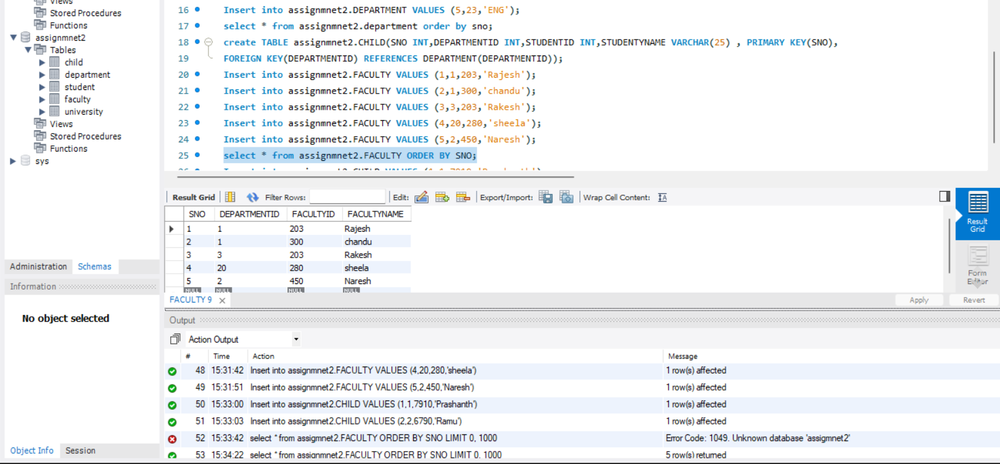 Views
Stored Procedures
Functions
assignmnet2
Tables
child
department
student
faculty
university
Views
Stored Procedures
Functions
sys
Administration Schemas
Information
No object selected
Object Info Session
16 Insert into assignmnet2.DEPARTMENT VALUES (5,23,'ENG');
17 select * from assignmnet2.department order by sno;
18 create TABLE assignmnet2.CHILD(SNO INT,DEPARTMENTID INT,STUDENTID INT,STUDENTYNAME VARCHAR(25) , PRIMARY KEY(SNO),
19 FOREIGN KEY(DEPARTMENTID) REFERENCES DEPARTMENT(DEPARTMENTID));
20 Insert into assignmnet2.FACULTY VALUES (1,1,203,'Rajesh');
21 Insert into assignmnet2.FACULTY VALUES (2,1,300,'chandu');
22 Insert into assignmnet2.FACULTY VALUES (3,3,203,'Rakesh');
23 Insert into assignmnet2.FACULTY VALUES (4,20,280,'sheela');
24 Insert into assignmnet2.FACULTY VALUES (5,2,450,'Naresh');
25 select * from assignmnet2.FACULTY ORDER BY SNO;
Result Grid Filter Rows: Edit: Export/Import: Wrap Cell Content: IA
SNO DEPARTMENTID FACULTYID FACULTYNAME
1 1 203 Rajesh
2 1 300 chandu
3 3 203 Rakesh
4 20 280 sheela
5 2 450 Naresh
NULL NULL NULL NULL
Result
Grid
Form
Editor
FACULTY 9 Apply Revert
Output
Action Output
# Time Action Message
48 15:31:42 Insert into assignmnet2.FACULTY VALUES (4,20,280,'sheela') 1 row(s) affected
49 15:31:51 Insert into assignmnet2.FACULTY VALUES (5,2,450,'Naresh') 1 row(s) affected
50 15:33:00 Insert into assignmnet2.CHILD VALUES (1,1,7910,'Prashanth') 1 row(s) affected
51 15:33:03 Insert into assignmnet2.CHILD VALUES (2,2,6790,'Ramu') 1 row(s) affected
52 15:33:42 select * from assigmnet2.FACULTY ORDER BY SNO LIMIT 0, 1000 Error Code: 1049. Unknown database 'assigmnet2'
53 15:34:22 select * from assignmnet2.FACULTY ORDER BY SNO LIMIT 0, 1000 5 row(s) returned